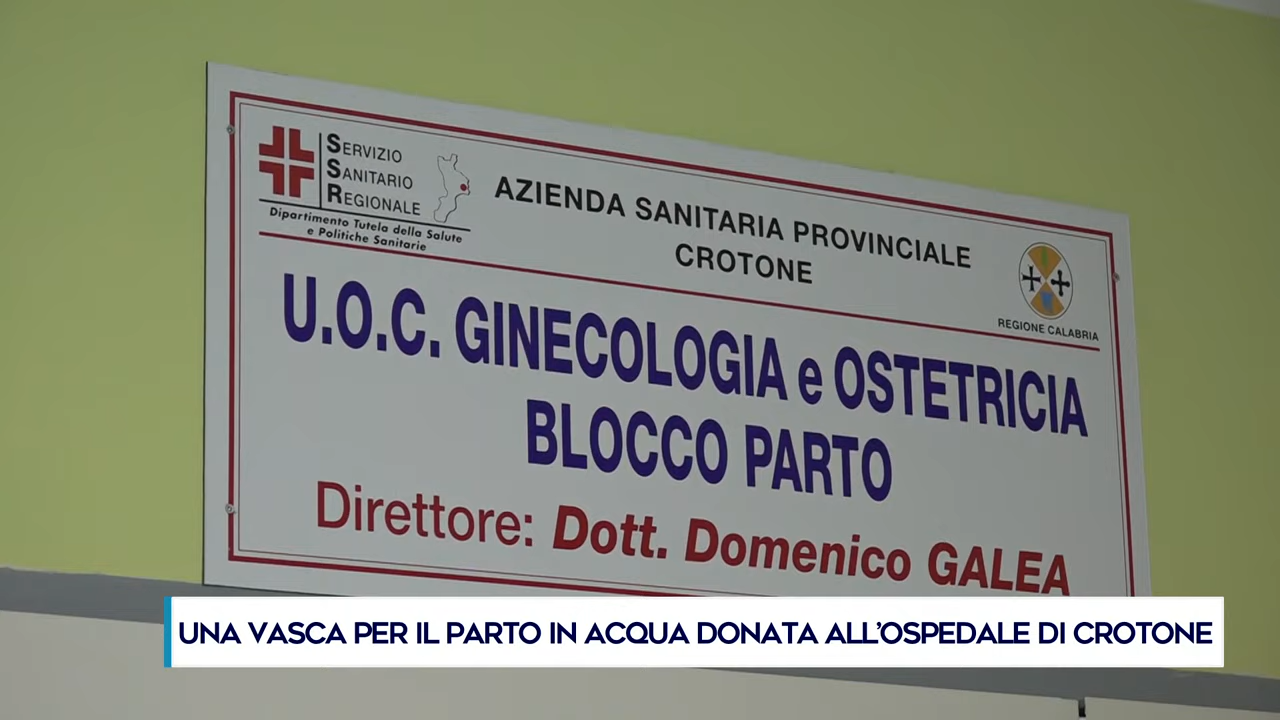 SERVIZIO
SANITARIO
REGIONALE
Dipartimento Tutela della Salute
e Politiche Sanitarie
AZIENDA SANITARIA PROVINCIALE
CROTONE
REGIONE CALABRIA
U.O.C. GINECOLOGIA e OSTETRICIA
BLOCCO PARTO
Direttore: Dott. Domenico GALEA
UNA VASCA PER IL PARTO IN ACQUA DONATA ALL'OSPEDALE DI CROTONE